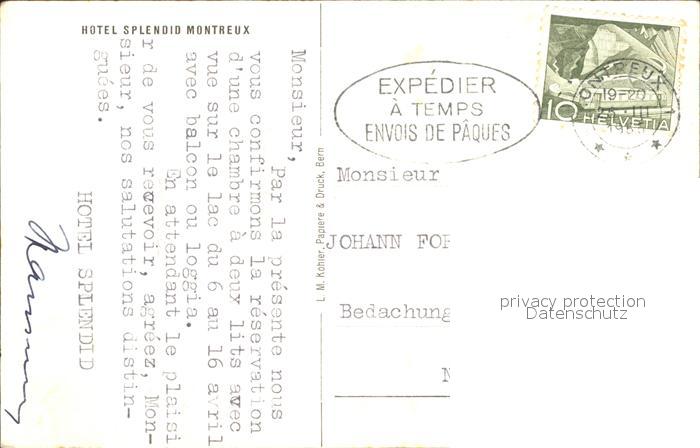 HOTEL SPLENDID MONTREUX
Monsieur,
Par la présente nous
vous confirmons la réservation
d'une chambre à deux lits avec
vue sur le lac du 6 au 16 avril
avec balcon ou loggia.
En attendant le plaisi
r de vous recevoir, agréez, Mon-
sieur, nos salutations distin-
guées.
HOTEL SPLENDID
L. M. Kohler, Papiere & Druck, Bern
EXPÉDIER
À TEMPS
ENVOIS DE PÂQUES
MONTREUX
19-20
10 HELVETIA
Monsieur
JOHANN FOR
Bedachung
N
privacy protection
Datenschutz